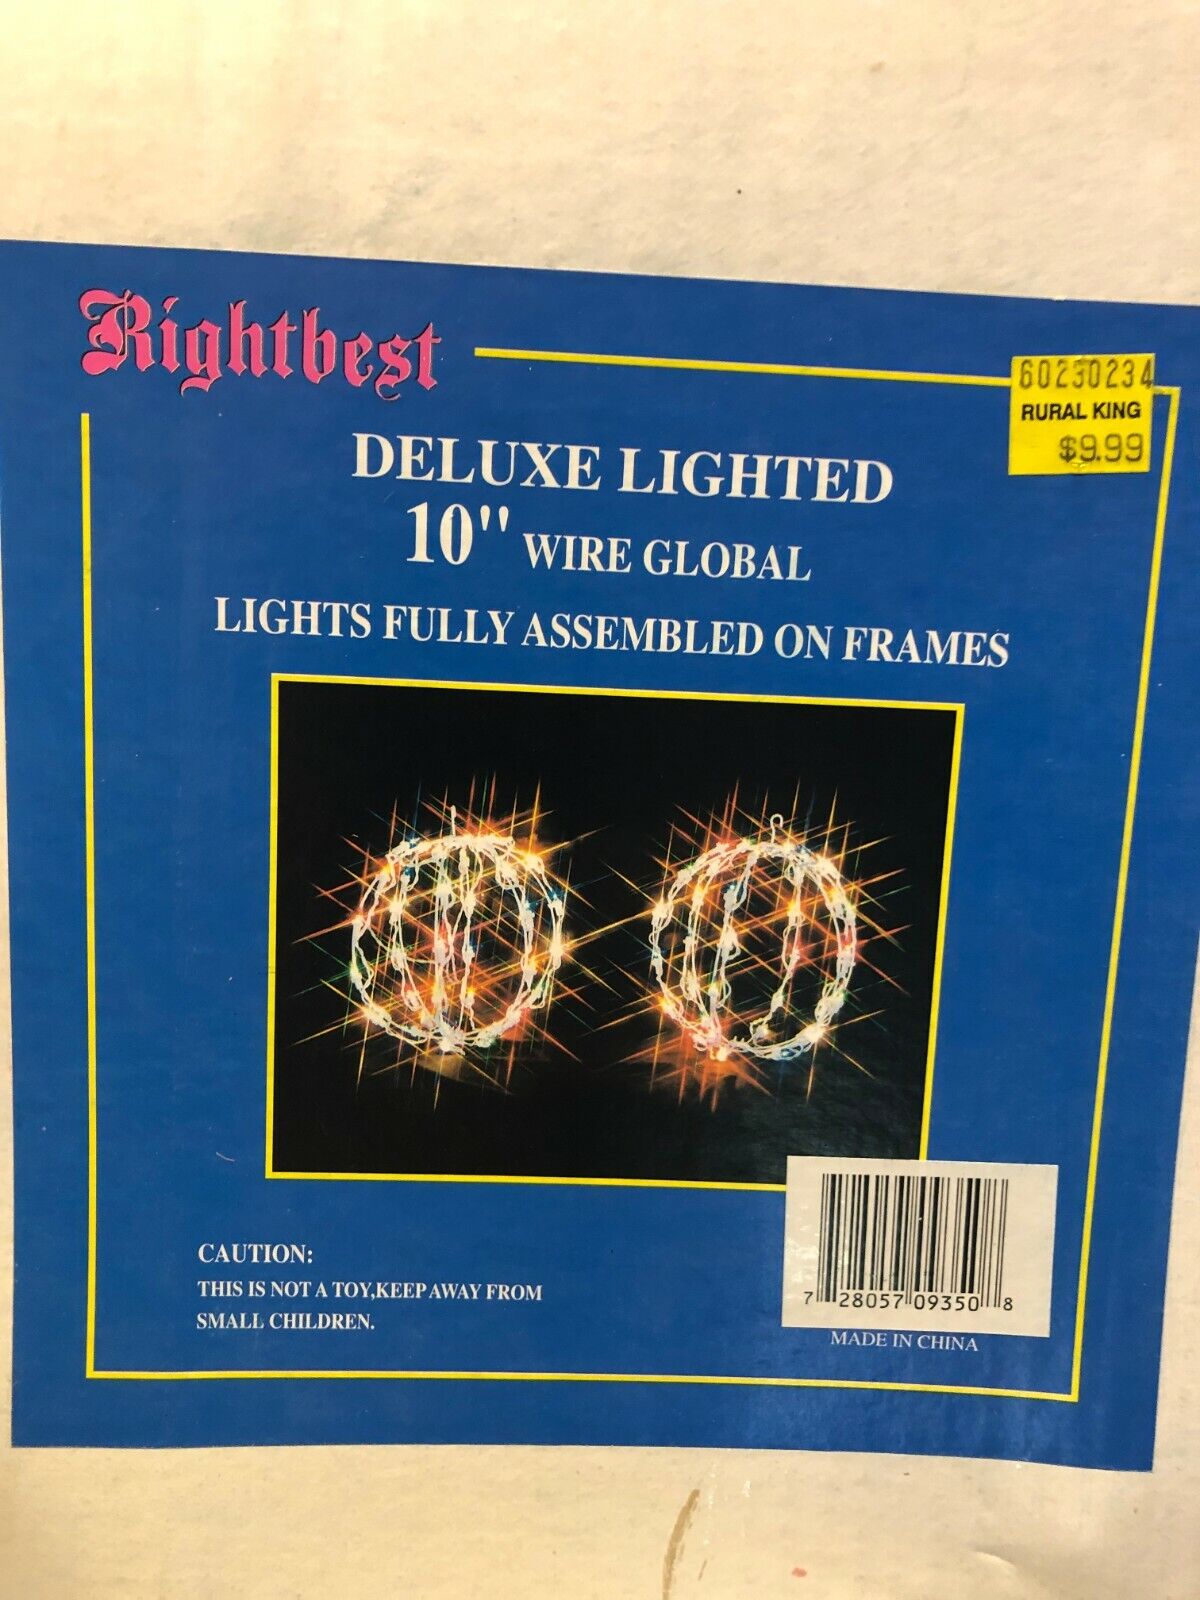 Rightbest
60230234
RURAL KING
$9.99
DELUXE LIGHTED
10" WIRE GLOBAL
LIGHTS FULLY ASSEMBLED ON FRAMES
CAUTION:
THIS IS NOT A TOY,KEEP AWAY FROM
SMALL CHILDREN.
7 28057 09350 8
MADE IN CHINA